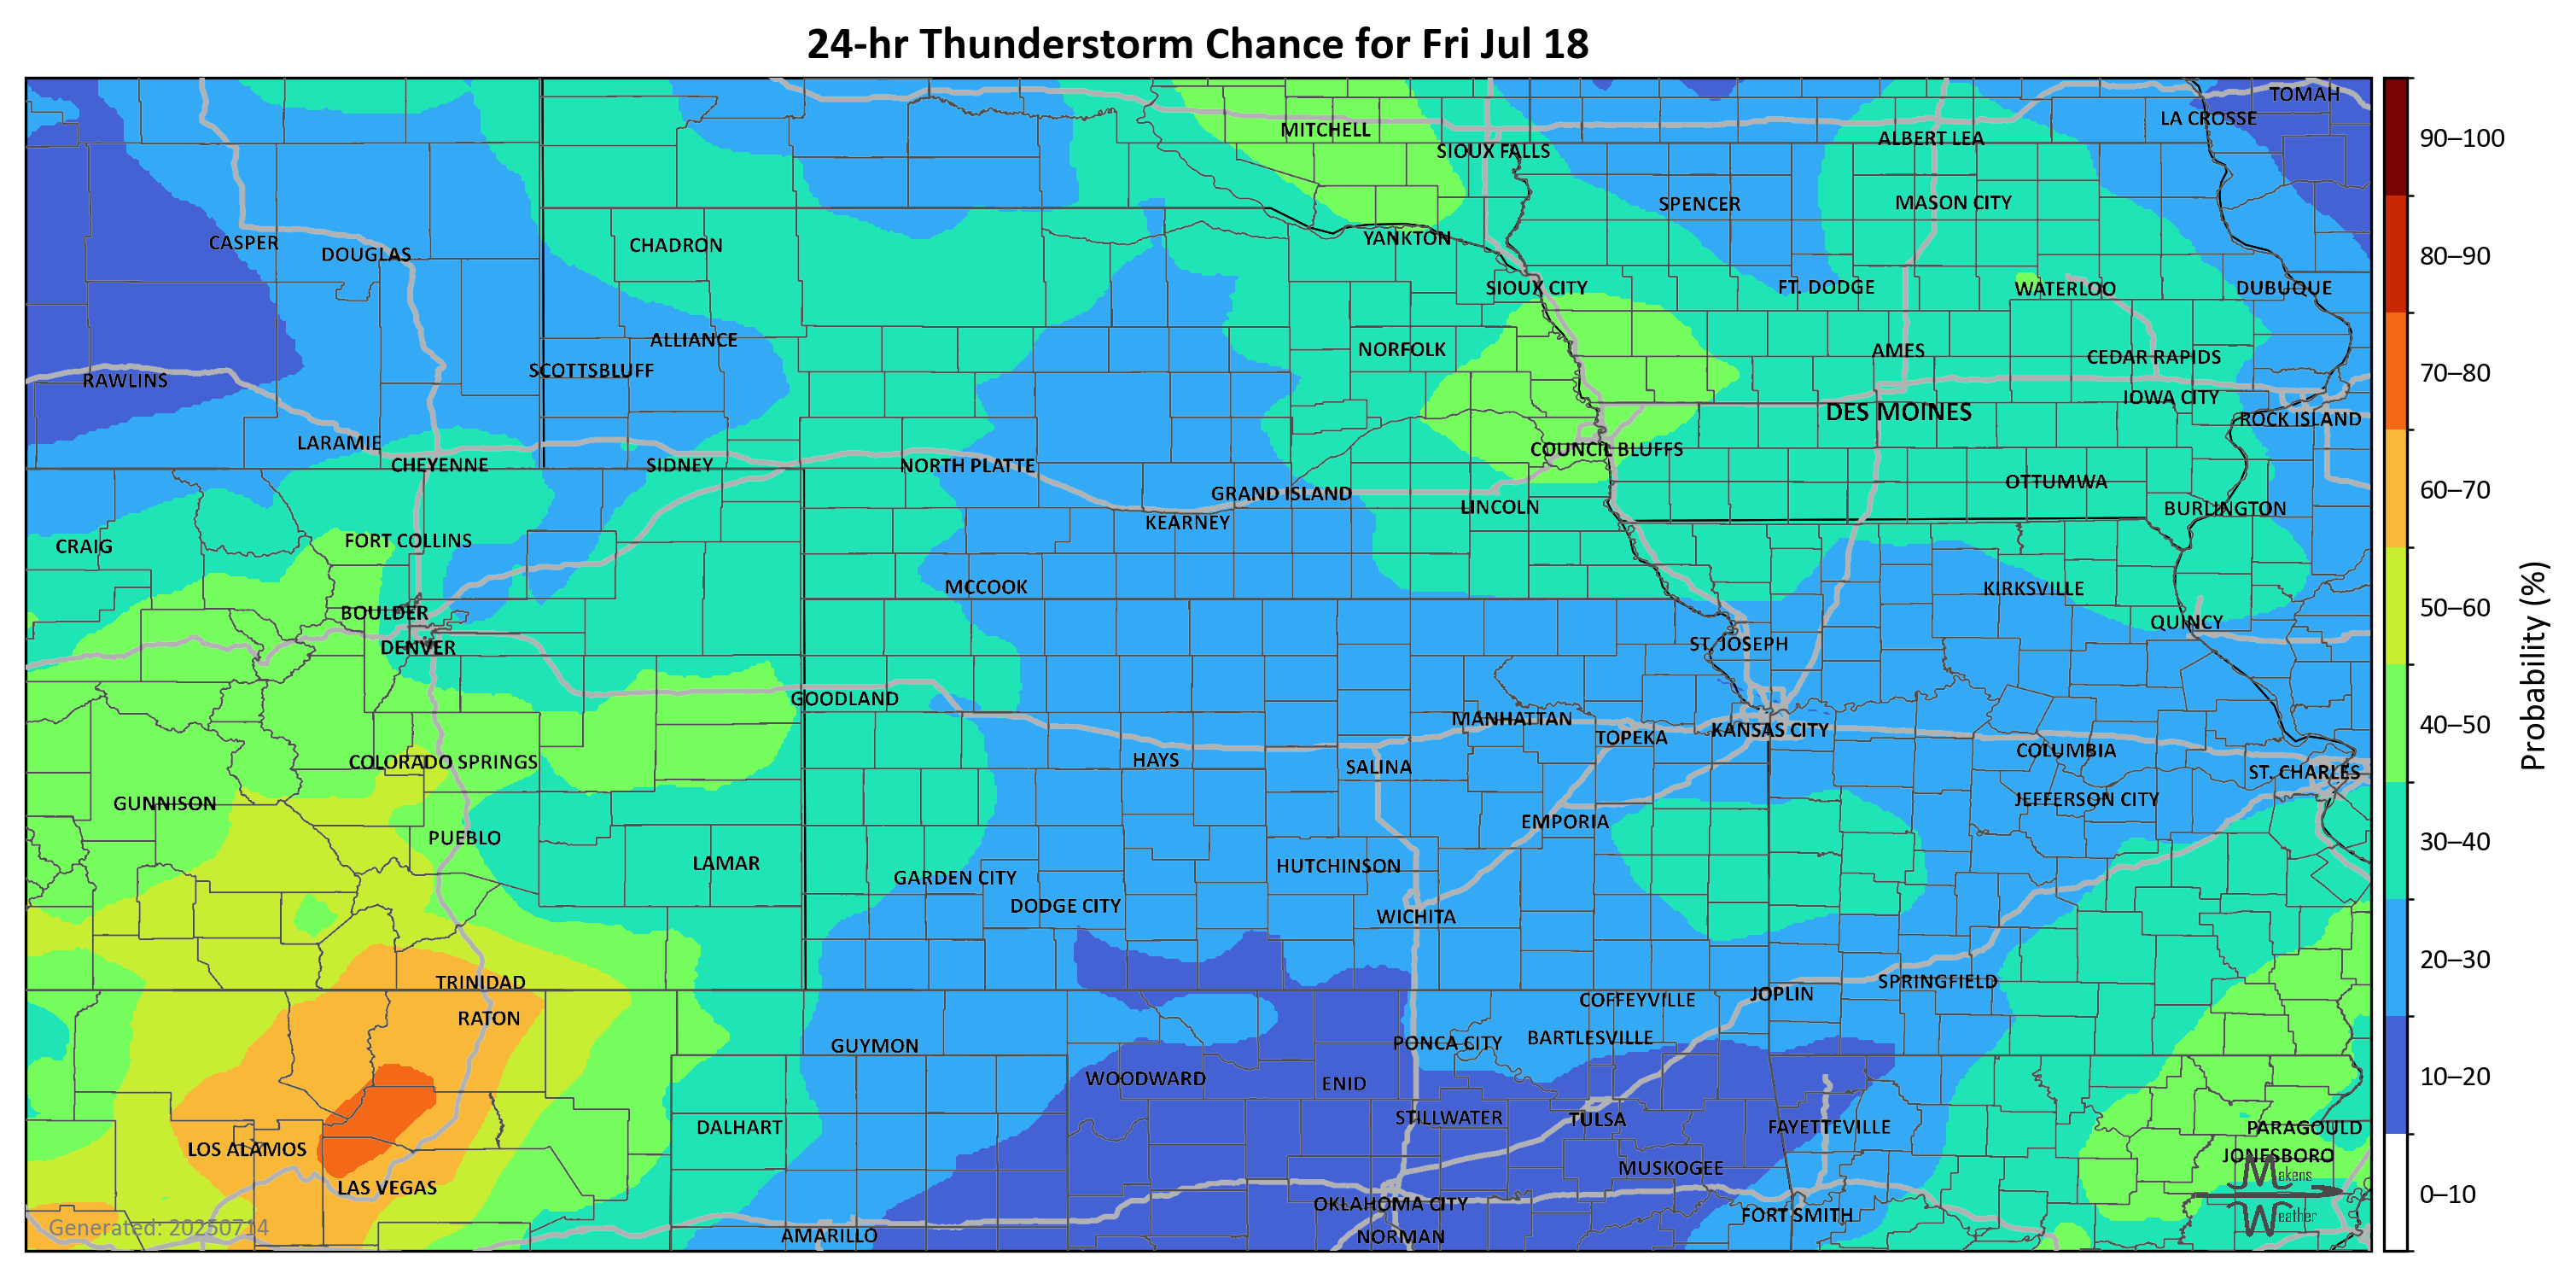 24-hr Thunderstorm Chance for Fri Jul 18
TOMAH
LA CROSSE
MITCHELL
ALBERT LEA
SIOUX FALLS
MASON CITY
SPENCER
YANKTON
CASPER
CHADRON
DOUGLAS
SIOUX CITY
FT. DODGE
WATERLOO
DUBUQUE
ALLIANCE
NORFOLK
AMES
CEDAR RAPIDS
SCOTTSBLUFF
RAWLINS
IOWA CITY
DES MOINES
ROCK ISLAND
LARAMIE
COUNCIL BLUFFS
CHEYENNE
SIDNEY
NORTH PLATTE
OTTUMWA
GRAND ISLAND
LINCOLN
BURLINGTON
KEARNEY
FORT COLLINS
CRAIG
MCCOOK
KIRKSVILLE
BOULDER
QUINCY
DENVER
ST. JOSEPH
GOODLAND
MANHATTAN
KANSAS CITY
TOPEKA
COLUMBIA
COLORADO SPRINGS
HAYS
SALINA
ST. CHARLES
GUNNISON
JEFFERSON CITY
EMPORIA
PUEBLO
LAMAR
HUTCHINSON
GARDEN CITY
DODGE CITY
WICHITA
TRINIDAD
SPRINGFIELD
JOPLIN
COFFEYVILLE
RATON
BARTLESVILLE
PONCA CITY
GUYMON
WOODWARD
ENID
STILLWATER
TULSA
DALHART
FAYETTEVILLE
PARAGOULD
LOS ALAMOS
JONESBORO
MUSKOGEE
LAS VEGAS
OKLAHOMA CITY
FORT SMITH
AMARILLO
NORMAN
Generated: 20250714
Makens
Weather
90–100
80–90
70–80
60–70
50–60
40–50
30–40
20–30
10–20
0–10
Probability (%)